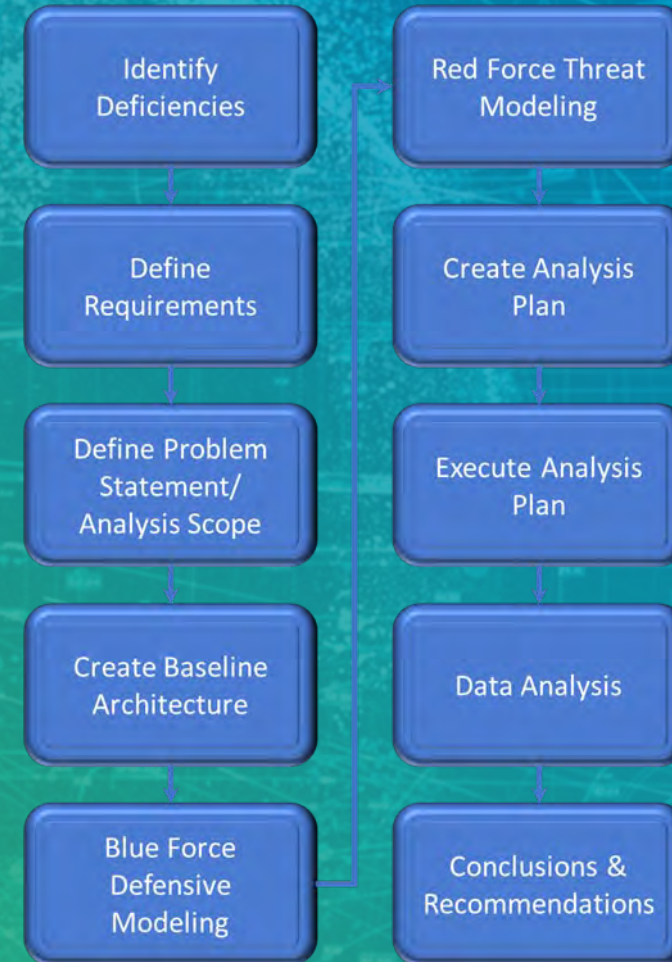 Identify
Deficiencies
Define
Requirements
Define Problem
Statement/
Analysis Scope
Create Baseline
Architecture
Blue Force
Defensive
Modeling
Red Force Threat
Modeling
Create Analysis
Plan
Execute Analysis
Plan
Data Analysis
Conclusions &
Recommendations